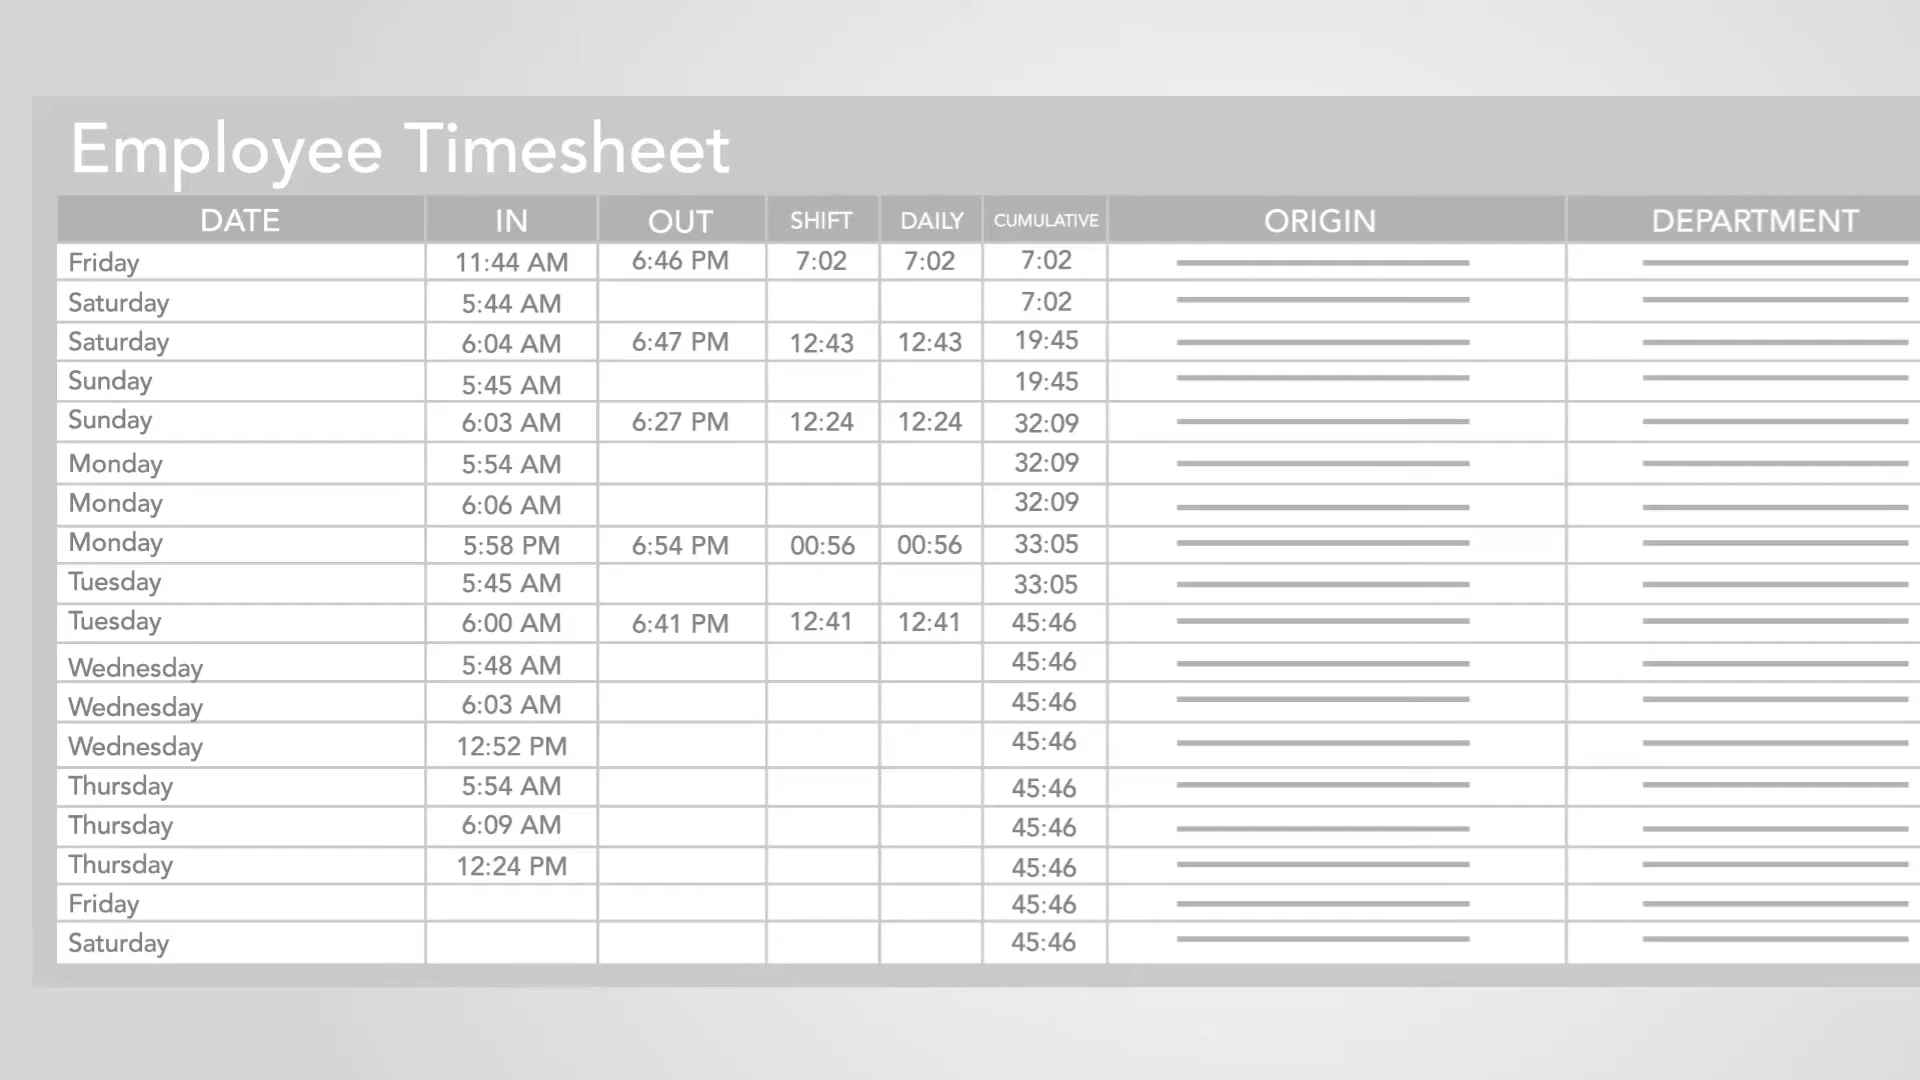 Employee Timesheet
DATE IN OUT SHIFT DAILY CUMULATIVE ORIGIN DEPARTMENT
Friday 11:44 AM 6:46 PM 7:02 7:02 7:02
Saturday 5:44 AM 7:02
Saturday 6:04 AM 6:47 PM 12:43 12:43 19:45
Sunday 5:45 AM 19:45
Sunday 6:03 AM 6:27 PM 12:24 12:24 32:09
Monday 5:54 AM 32:09
Monday 6:06 AM 32:09
Monday 5:58 PM 6:54 PM 00:56 00:56 33:05
Tuesday 5:45 AM 33:05
Tuesday 6:00 AM 6:41 PM 12:41 12:41 45:46
Wednesday 5:48 AM 45:46
Wednesday 6:03 AM 45:46
Wednesday 12:52 PM 45:46
Thursday 5:54 AM 45:46
Thursday 6:09 AM 45:46
Thursday 12:24 PM 45:46
Friday 45:46
Saturday 45:46